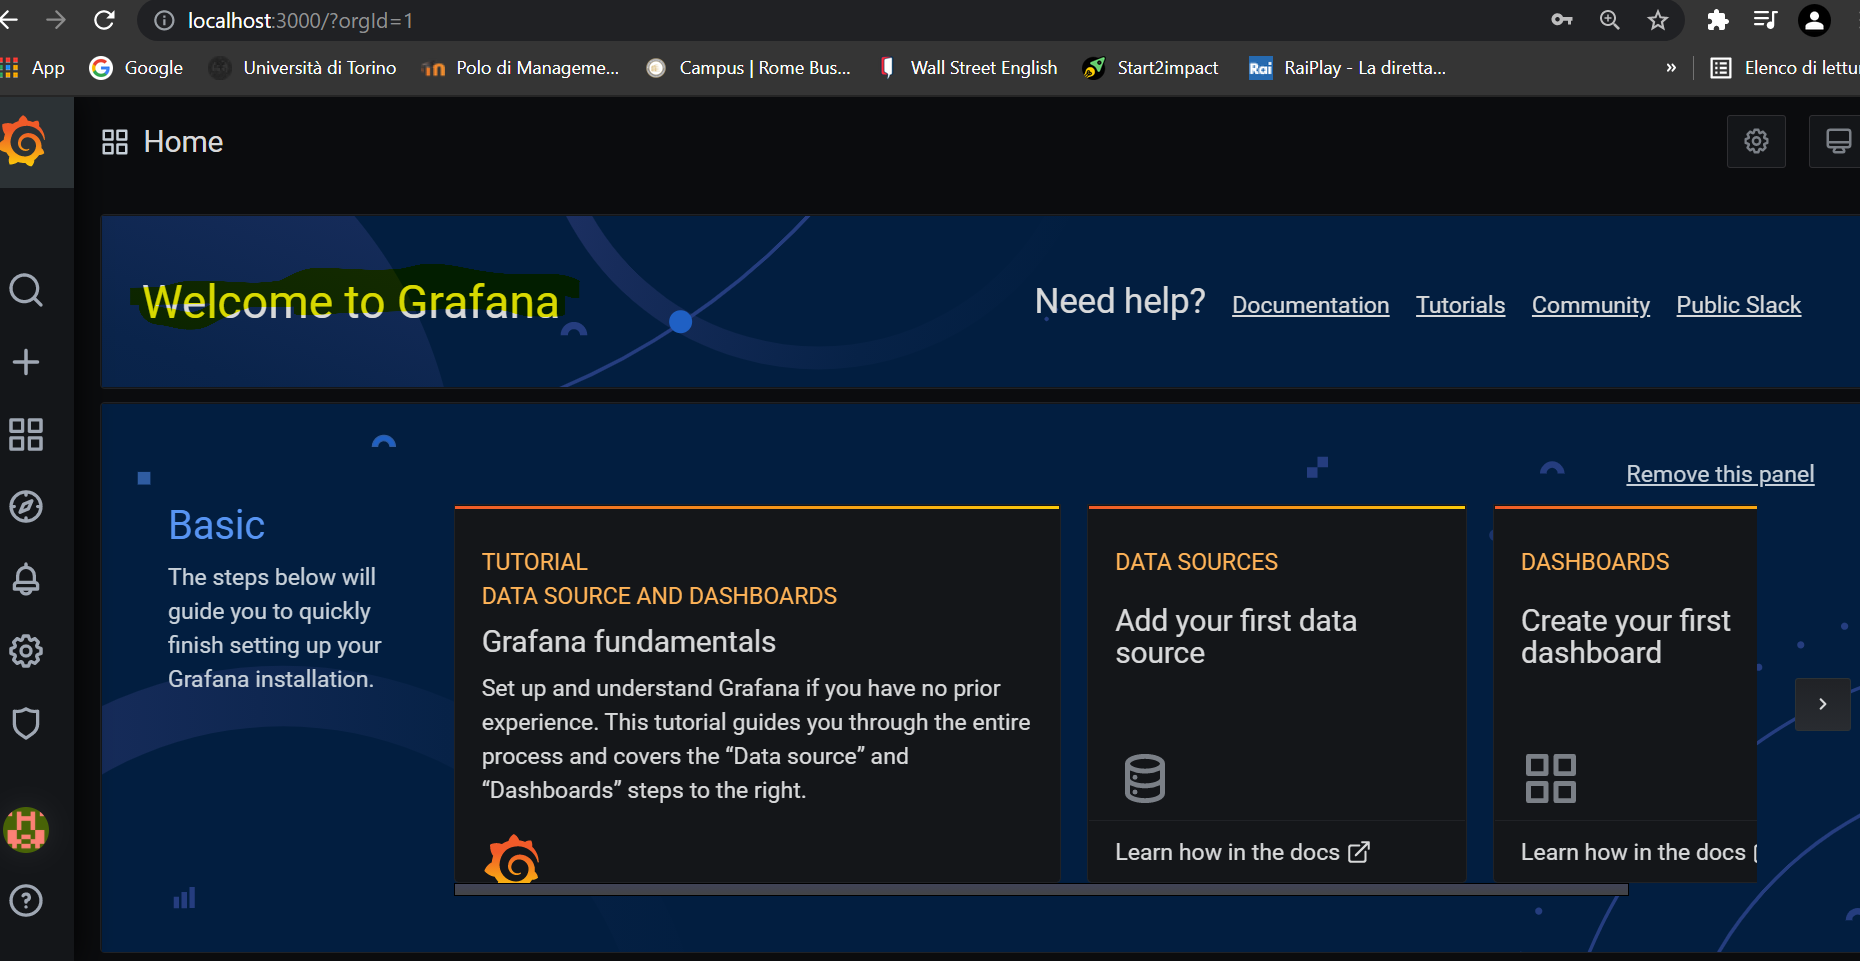 localhost:3000/?orgId=1
App Google Università di Torino Polo di Manageme... Campus | Rome Bus... Wall Street English Start2impact Rai RaiPlay - La diretta... » Elenco di lettu
Home
Welcome to Grafana
Need help? Documentation Tutorials Community Public Slack
Remove this panel
Basic
The steps below will
guide you to quickly
finish setting up your
Grafana installation.
TUTORIAL
DATA SOURCE AND DASHBOARDS
Grafana fundamentals
Set up and understand Grafana if you have no prior
experience. This tutorial guides you through the entire
process and covers the “Data source” and
“Dashboards” steps to the right.
DATA SOURCES
Add your first data
source
Learn how in the docs
DASHBOARDS
Create your first
dashboard
Learn how in the docs